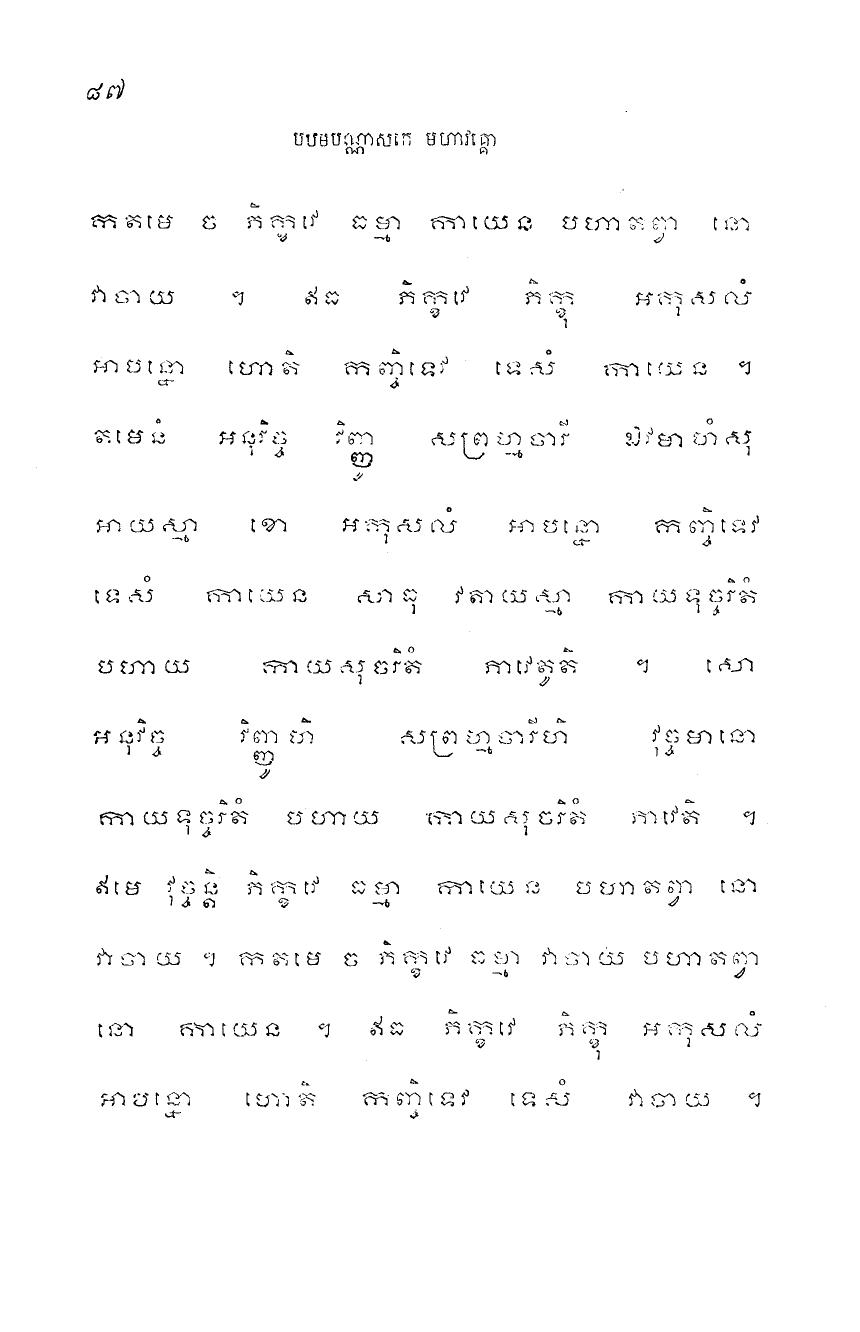 ៨៧
បឋមបណ្ណាសកេ មហាវគ្គោ
កតមេ ច ភិក្ខវេ ធម្មា កាយេន បហាតព្វា នោ
វាចាយ ។ ឥធ ភិក្ខវេ ភិក្ខុ អកុសលំ
អាបន្នោ ហោតិ កញ្ចិទេវ ទេសំ កាយេន ។
តមេនំ អនុវិច្ច វិញ្ញូ សព្រហ្មចារី ឯវមាហំសុ
អាយស្មា ខោ អកុសលំ អាបន្នោ កញ្ចិទេវ
ទេសំ កាយេន សាធុ វតាយស្មា កាយទុច្ចរិតំ
បហាយ កាយសុចរិតំ ភាវេតូតិ ។ សោ
អនុវិច្ច វិញ្ញូហិ សព្រហ្មចារីហិ វុច្ចមានោ
កាយទុច្ចរិតំ បហាយ កាយសុចរិតំ ភាវេតិ ។
ឥមេ វុច្ចន្តិ ភិក្ខវេ ធម្មា កាយេន បហាតព្វា នោ
វាចាយ ។ កតមេ ច ភិក្ខវេ ធម្មា វាចាយ បហាតព្វា
នោ កាយេន ។ ឥធ ភិក្ខវេ ភិក្ខុ អកុសលំ
អាបន្នោ ហោតិ កញ្ចិទេវ ទេសំ វាចាយ ។